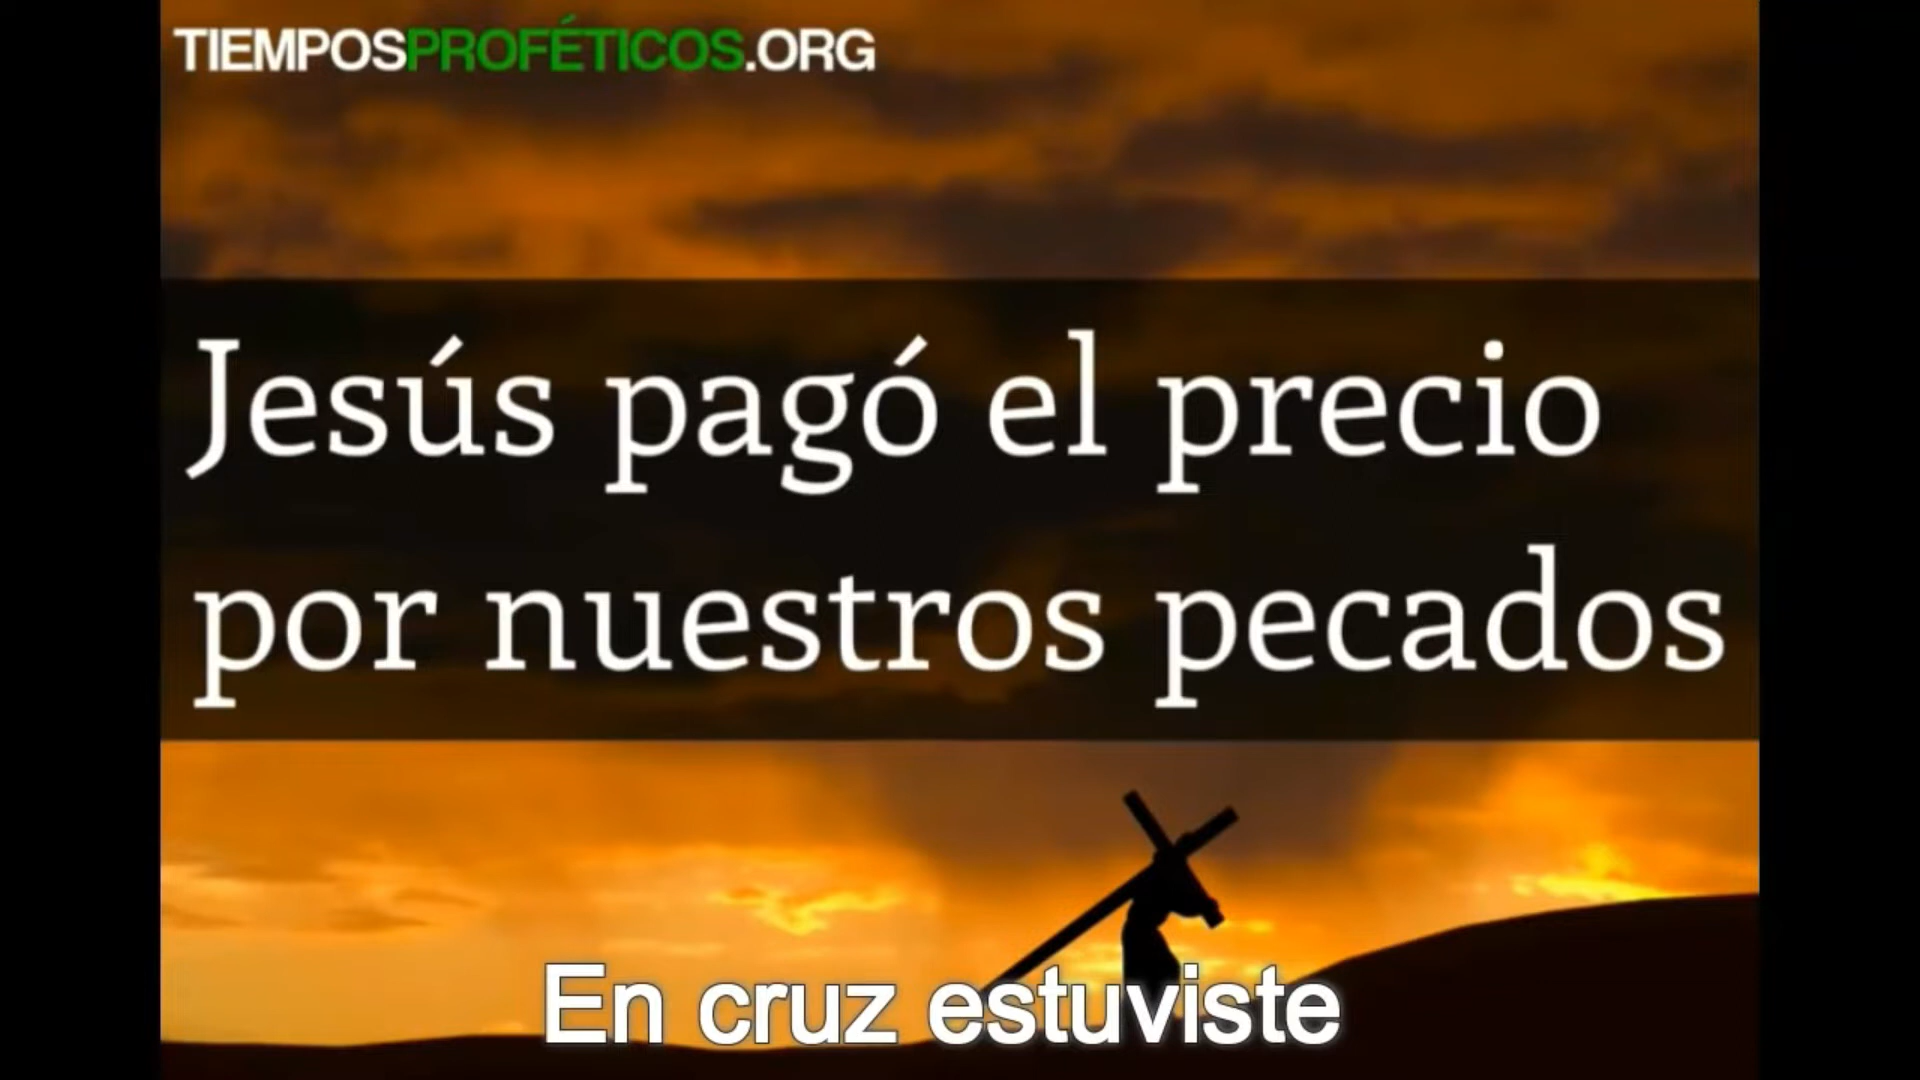 TIEMPOSPROFÉTICOS.ORG
Jesús pagó el precio
por nuestros pecados
En cruz estuviste